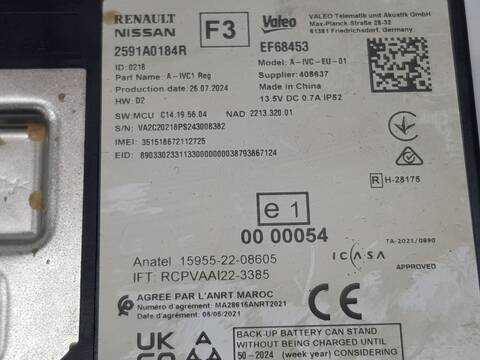 RENAULT
NISSAN
F3
Valeo
VALEO Telematik und Akustik GmbH
Max-Planck-Straße 28-32
61381 Friedrichsdorf, Germany
2591A0184R
EF68453
ID: 0218
Model: A-IVC-EU-01
Part name: A-IVC1 Reg
Supplier: 408637
Production date: 26.07.2024
Made in China
HW: D2
13.5V DC 0.7A IP52
SW: MCU C14.19.56.04 NAD 2213.320.01
S/N: VA2C20218PS243008382
IMEI: 351518672112725
EID: 89033023311330000000038793867124
R H-28175
e1
00 00054
TA-2021/0890
Anatel 15955-22-08605
ICASA
APPROVED
IFT: RCPVAAI22-3385
AGREE PAR L'ANRT MAROC
Numéro d'agrément: MA28616ANRT2021
Date d'agrément: 05/05/2021
CE
UK
CA
BACK-UP BATTERY CAN STAND
WITHOUT BEING CHARGED UNTIL
50-2024 (week year) CONSIDERING